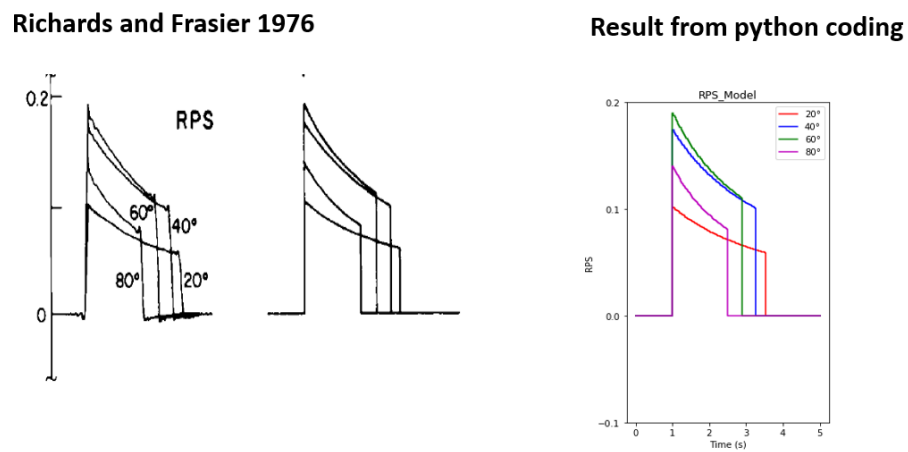 Richards and Frasier 1976
Result from python coding
0.2
RPS
60°
40°
80°
20°
0
RPS_Model
0.2
20°
40°
60°
80°
0.1
RPS
0.0
-0.1
0 1 2 3 4 5
Time (s)